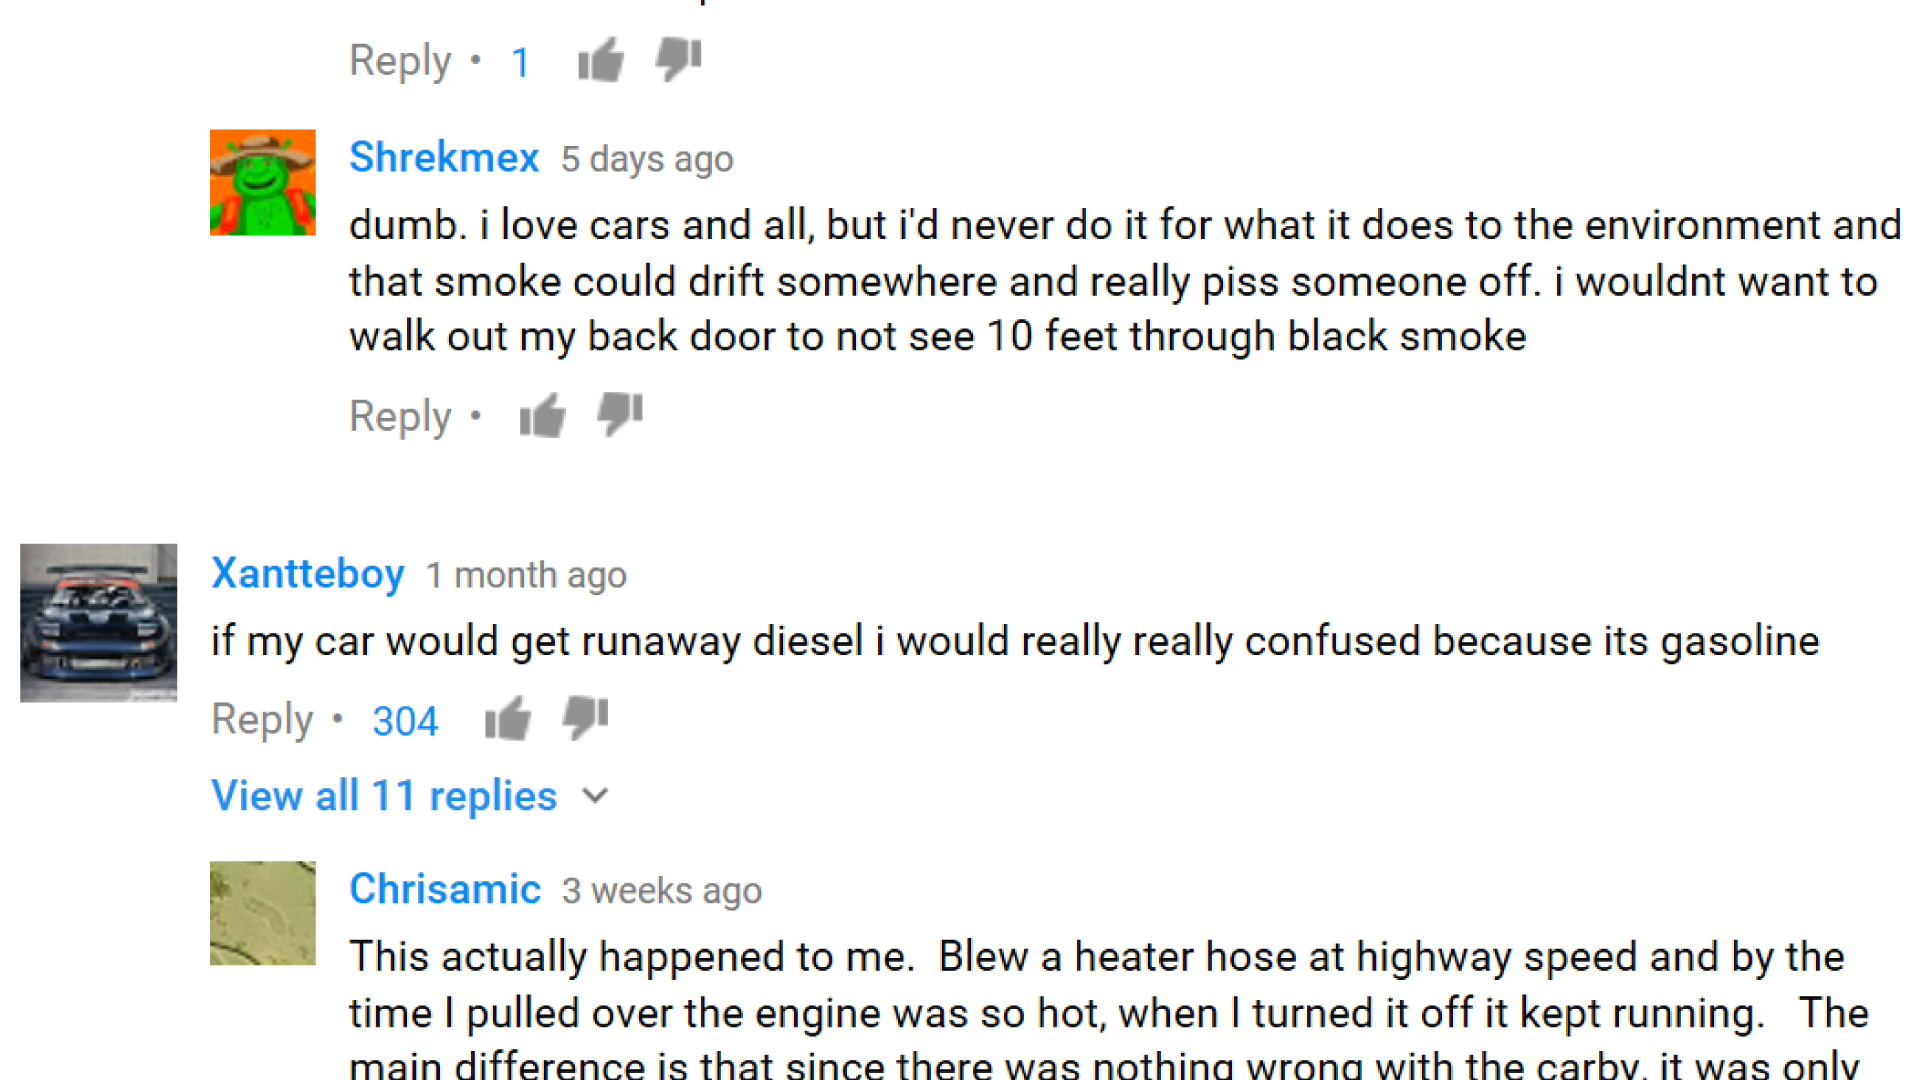 Reply • 1
Shrekmex 5 days ago
dumb. i love cars and all, but i'd never do it for what it does to the environment and
that smoke could drift somewhere and really piss someone off. i wouldnt want to
walk out my back door to not see 10 feet through black smoke
Reply •
Xantteboy 1 month ago
if my car would get runaway diesel i would really really confused because its gasoline
Reply • 304
View all 11 replies
Chrisamic 3 weeks ago
This actually happened to me.  Blew a heater hose at highway speed and by the
time I pulled over the engine was so hot, when I turned it off it kept running.   The
main difference is that since there was nothing wrong with the carby, it was only